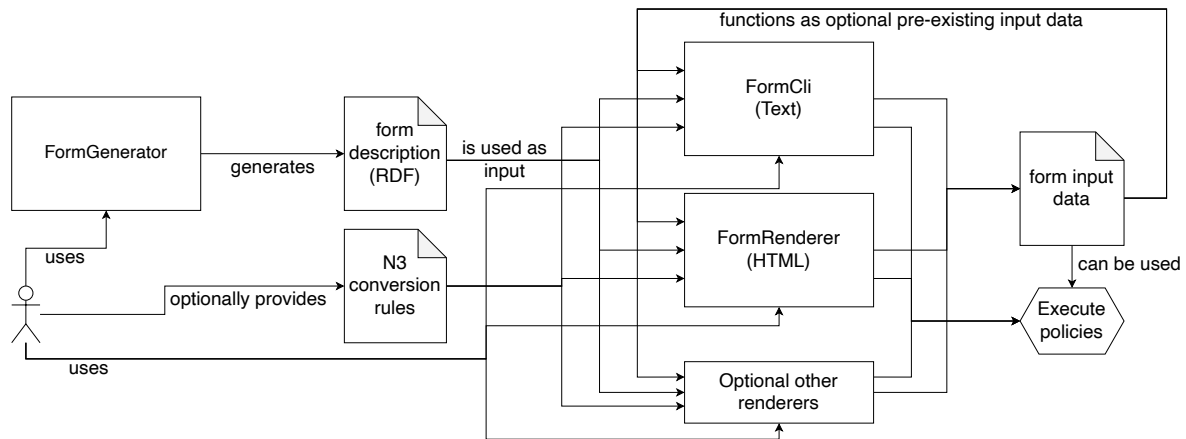 functions as optional pre-existing input data
FormGenerator
generates
form
description
(RDF)
is used as
input
FormCli
(Text)
form input
data
uses
optionally provides
N3
conversion
rules
FormRenderer
(HTML)
can be used
Execute
policies
uses
Optional other
renderers